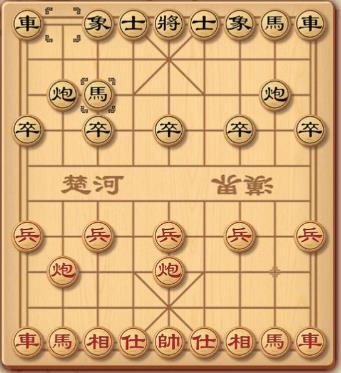 車象士將士象馬車
炮馬炮
卒卒卒卒卒
楚河 漢界
兵兵兵兵兵
炮炮
車馬相仕帥仕相馬車